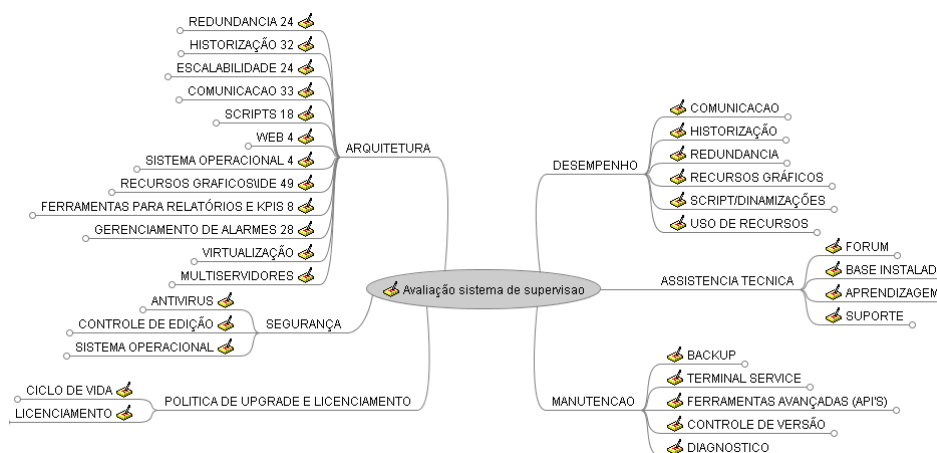 REDUNDANCIA 24
HISTORIZAÇÃO 32
ESCALABILIDADE 24
COMUNICACAO 33
SCRIPTS 18
WEB 4
SISTEMA OPERACIONAL 4
RECURSOS GRAFICOS\IDE 49
FERRAMENTAS PARA RELATÓRIOS E KPIS 8
GERENCIAMENTO DE ALARMES 28
VIRTUALIZAÇÃO
MULTISERVIDORES
ARQUITETURA
ANTIVIRUS
CONTROLE DE EDIÇÃO
SISTEMA OPERACIONAL
SEGURANÇA
CICLO DE VIDA
LICENCIAMENTO
POLITICA DE UPGRADE E LICENCIAMENTO
Avaliação sistema de supervisao
DESEMPENHO
COMUNICACAO
HISTORIZAÇÃO
REDUNDANCIA
RECURSOS GRÁFICOS
SCRIPT/DINAMIZAÇÕES
USO DE RECURSOS
ASSISTENCIA TECNICA
FORUM
BASE INSTALAD
APRENDIZAGEM
SUPORTE
MANUTENCAO
BACKUP
TERMINAL SERVICE
FERRAMENTAS AVANÇADAS (API'S)
CONTROLE DE VERSÃO
DIAGNOSTICO